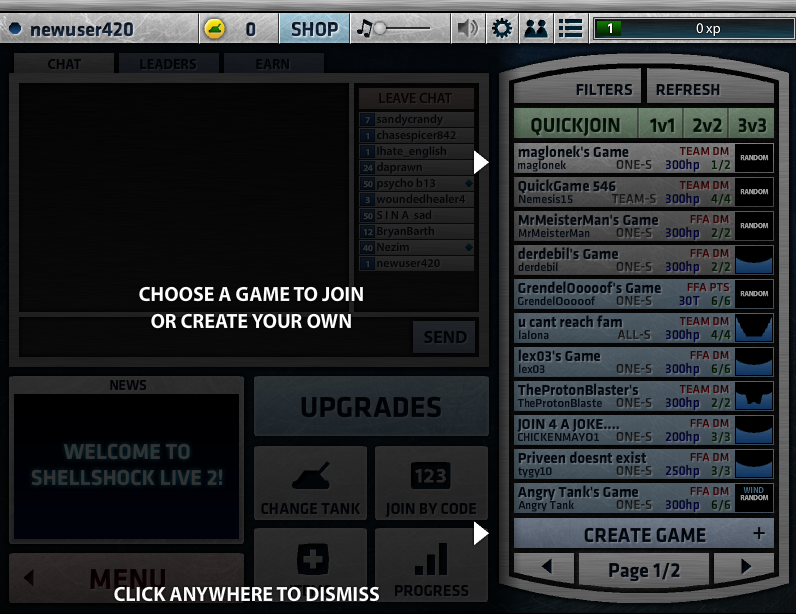 newuser420
0
SHOP
1
0 xp
CHAT
LEADERS
EARN
LEAVE CHAT
7 sandycrandy
1 chasespicer842
1 lhate_english
24 daprawn
50 psycho b13
3 woundedhealer4
50 S I N A sad
12 BryanBarth
40 Nezim
1 newuser420
CHOOSE A GAME TO JOIN
OR CREATE YOUR OWN
SEND
NEWS
WELCOME TO
SHELLSHOCK LIVE 2!
UPGRADES
CHANGE TANK
123
JOIN BY CODE
MENU
PROGRESS
CLICK ANYWHERE TO DISMISS
FILTERS
REFRESH
QUICKJOIN 1v1 2v2 3v3
maglonek's Game TEAM DM
maglonek ONE-S 300hp 1/2
RANDOM
QuickGame 546 TEAM DM
Nemesis15 TEAM-S 300hp 4/4
RANDOM
MrMeisterMan's Game FFA DM
MrMeisterMan ONE-S 300hp 2/2
RANDOM
derdebil's Game FFA DM
derdebil ONE-S 300hp 2/2
GrendelOoooof's Game FFA PTS
GrendelOoooof ONE-S 30T 6/6
RANDOM
u cant reach fam TEAM DM
lalona ALL-S 300hp 4/4
lex03's Game FFA DM
lex03 ONE-S 300hp 6/6
TheProtonBlaster's TEAM DM
TheProtonBlaste ONE-S 300hp 2/2
JOIN 4 A JOKE.... FFA DM
CHICKENMAYO1 ONE-S 200hp 3/3
Priveen doesnt exist FFA DM
tygy10 ONE-S 250hp 3/3
Angry Tank's Game FFA DM
Angry Tank ONE-S 300hp 6/6
WIND
RANDOM
CREATE GAME +
Page 1/2